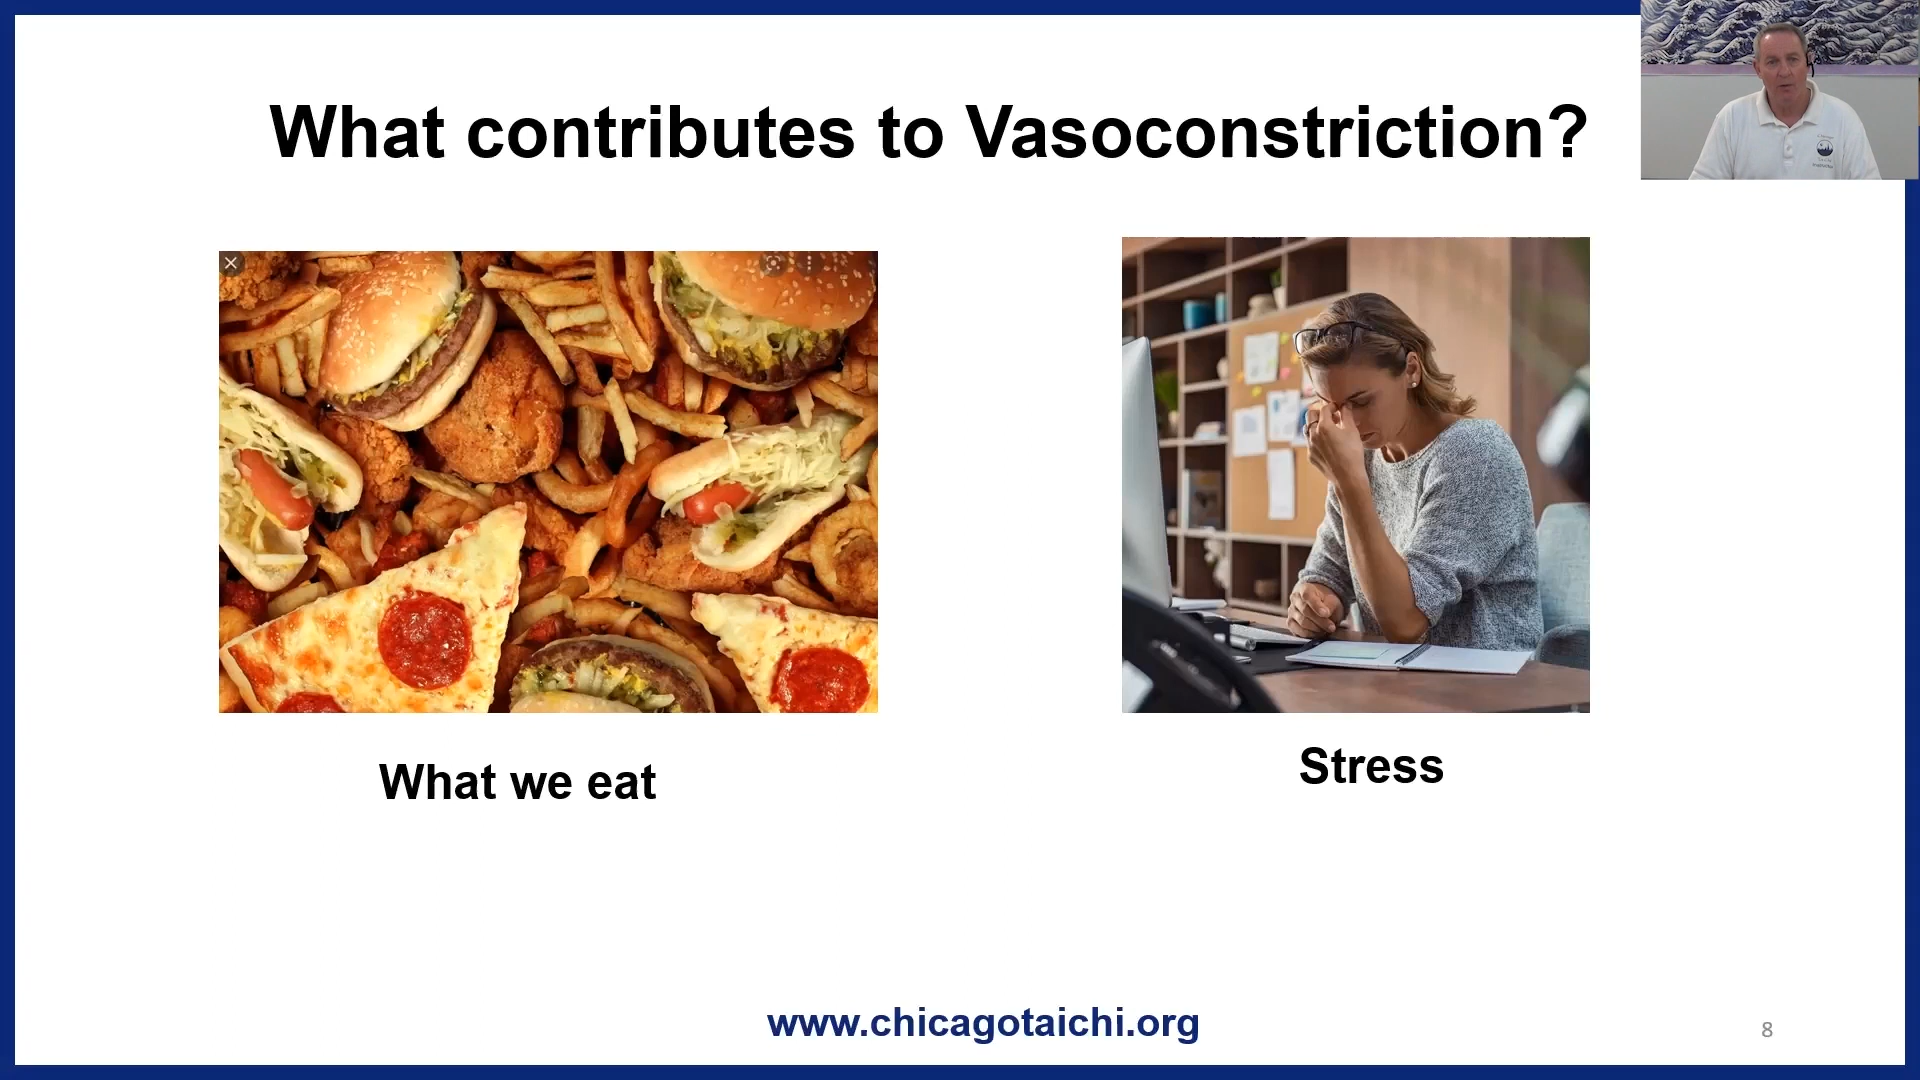 What contributes to Vasoconstriction?
What we eat
Stress
www.chicagotaichi.org
8